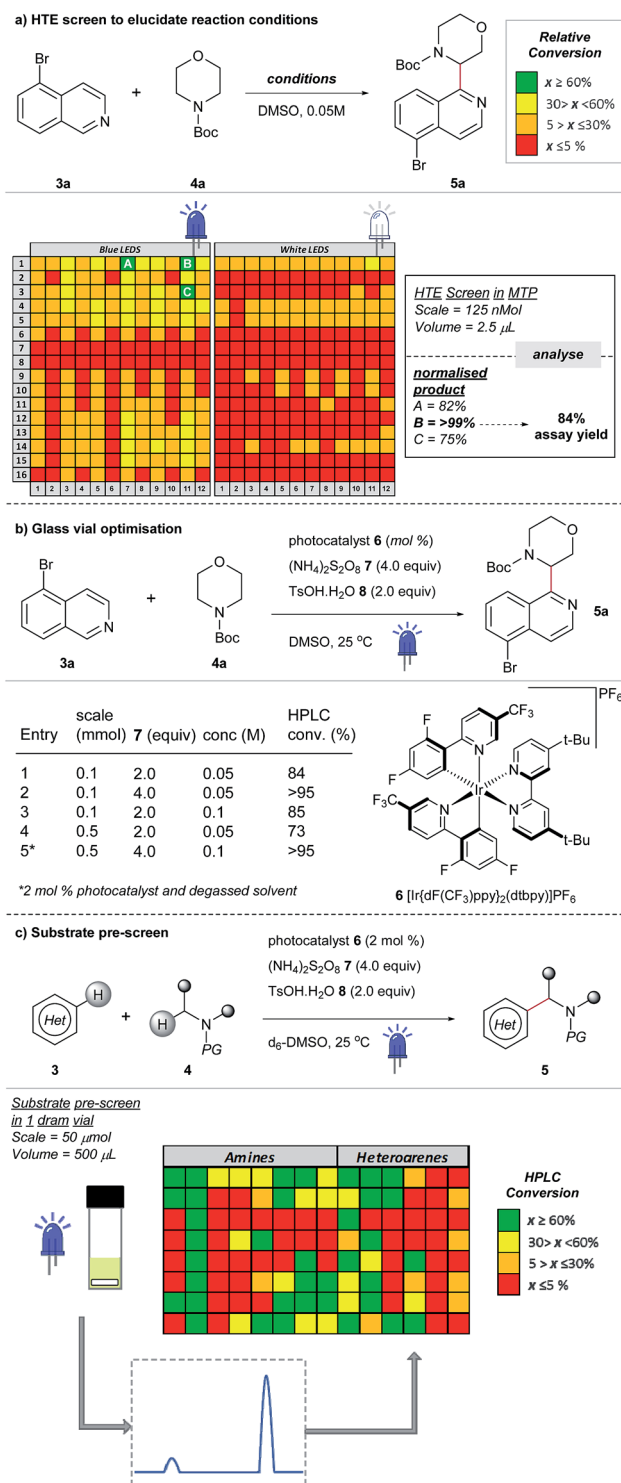 a) HTE screen to elucidate reaction conditions
Br
N
3a
+
O
N
Boc
4a
conditions
DMSO, 0.05M
O
N
Boc
N
Br
5a
Relative
Conversion
x ≥ 60%
30> x <60%
5 > x ≤30%
x ≤5 %
Blue LEDS
White LEDS
A
B
C
1
2
3
4
5
6
7
8
9
10
11
12
13
14
15
16
1 2 3 4 5 6 7 8 9 10 11 12
1 2 3 4 5 6 7 8 9 10 11 12
HTE Screen in MTP
Scale = 125 nMol
Volume = 2.5 μL
analyse
normalised
product
A = 82%
B = >99%
C = 75%
84%
assay yield
b) Glass vial optimisation
Br
N
3a
+
O
N
Boc
4a
photocatalyst 6 (mol %)
(NH4)2S2O8 7 (4.0 equiv)
TsOH.H2O 8 (2.0 equiv)
DMSO, 25 °C
O
N
Boc
N
Br
5a
Entry scale (mmol) 7 (equiv) conc (M) HPLC conv. (%)
1 0.1 2.0 0.05 84
2 0.1 4.0 0.05 >95
3 0.1 2.0 0.1 85
4 0.5 2.0 0.05 73
5* 0.5 4.0 0.1 >95
*2 mol % photocatalyst and degassed solvent
PF6
CF3
F
F
N
t-Bu
N
Ir
N
t-Bu
F3C
N
F
F
6 [Ir{dF(CF3)ppy}2(dtbpy)]PF6
c) Substrate pre-screen
Het
H
3
+
H
N
PG
4
photocatalyst 6 (2 mol %)
(NH4)2S2O8 7 (4.0 equiv)
TsOH.H2O 8 (2.0 equiv)
d6-DMSO, 25 °C
Het
N
PG
5
Substrate pre-screen
in 1 dram vial
Scale = 50 μmol
Volume = 500 μL
Amines
Heteroarenes
HPLC
Conversion
x ≥ 60%
30> x <60%
5 > x ≤30%
x ≤5 %